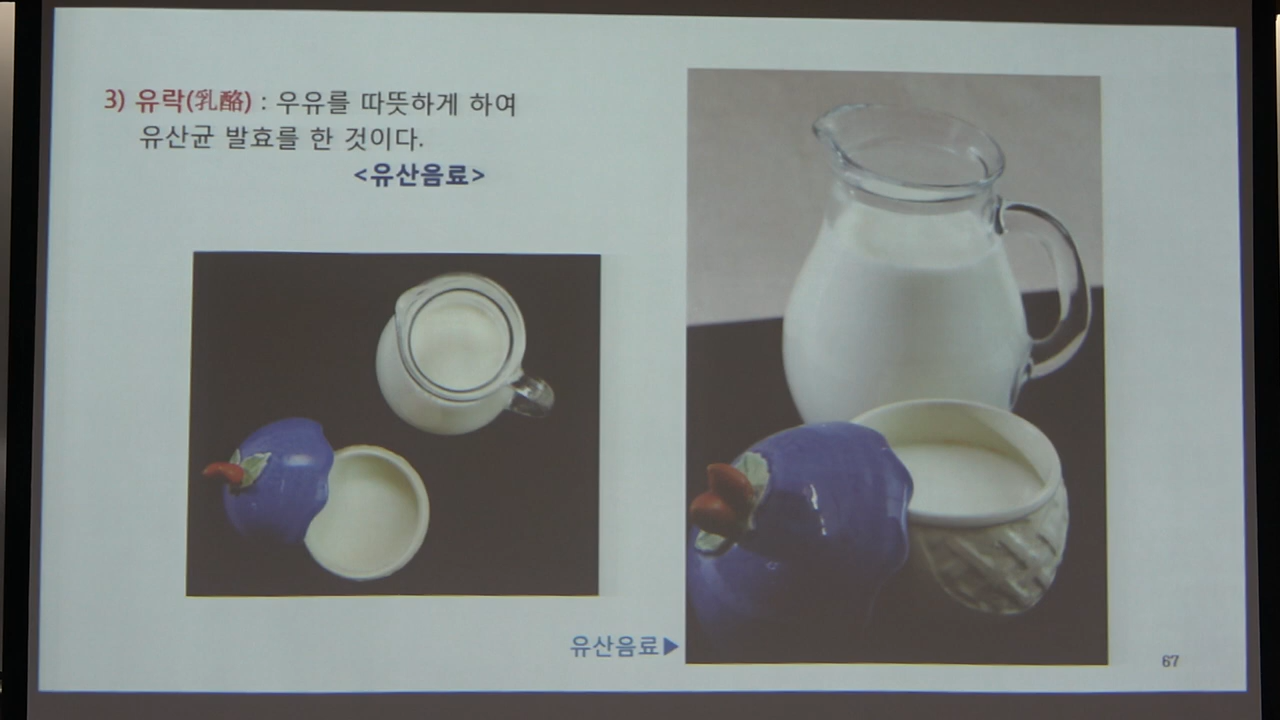 3) 유락(乳酪) : 우유를 따뜻하게 하여
유산균 발효를 한 것이다.
<유산음료>
유산음료▶
67